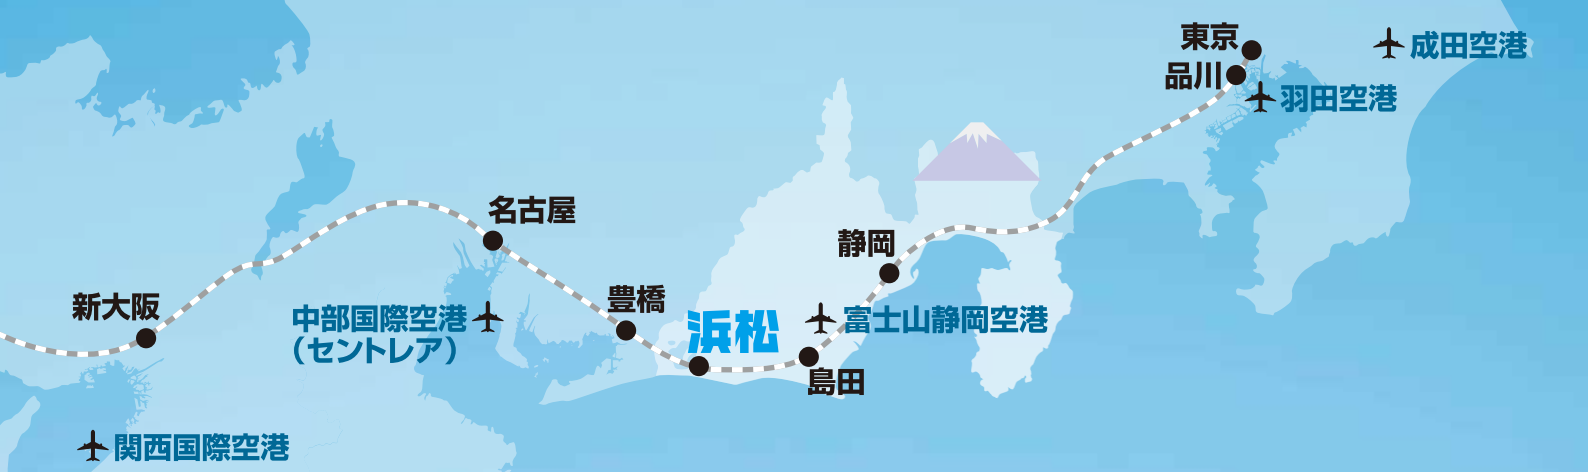 東京
品川
成田空港
羽田空港
名古屋
静岡
新大阪
中部国際空港
（セントレア）
豊橋
浜松
富士山静岡空港
島田
関西国際空港